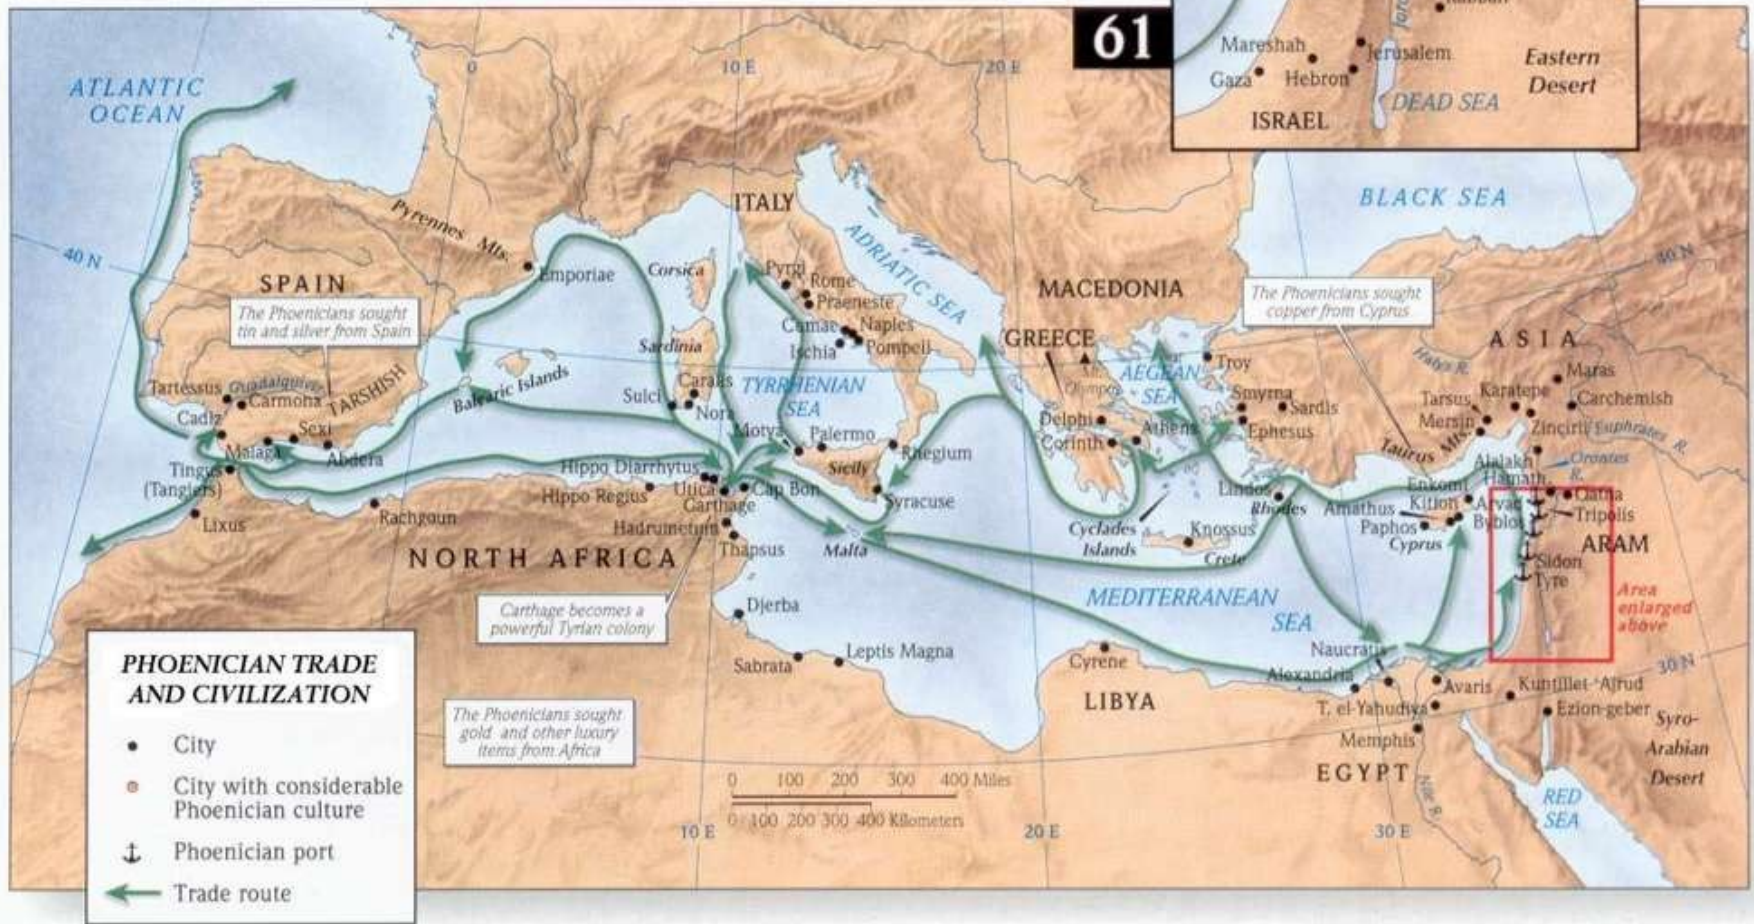 61
Mareshah
Jerusalem
Gaza
Hebron
DEAD SEA
ISRAEL
Eastern
Desert
ATLANTIC
OCEAN
0
10 E
20 E
BLACK SEA
40 N
40 N
Pyrennes Mts.
SPAIN
The Phoenicians sought
tin and silver from Spain
Emporiae
Corsica
ITALY
ADRIATIC SEA
Pyrgi
Rome
Praeneste
Cumae
Naples
Ischia
Pompeii
MACEDONIA
GREECE
The Phoenicians sought
copper from Cyprus
ASIA
Halys R.
Maras
Troy
Mt.
Olympus
AEGEAN
SEA
Sardinia
TYRRHENIAN
SEA
Caralis
Sulci
Nora
Balearic Islands
Tartessus
Guadalquiver
Carmoha
TARSHISH
Cadiz
Sexi
Malaga
Abdera
Tingus
(Tangiers)
Lixus
Rachgoun
Motya
Palermo
Rhegium
Sicily
Syracuse
Hippo Diarrhytus
Hippo Regius
Utica
Cap Bon
Carthage
Hadrumetum
Thapsus
Malta
NORTH AFRICA
Smyrna
Sardis
Ephesus
Delphi
Corinth
Athens
Tarsus
Karatepe
Carchemish
Mersin
Zincirli
Euphrates R.
Taurus Mts.
Alalakh
Orontes
R.
Hamath
Enkomi
Qatna
Lindos
Rhodes
Amathus
Kition
Arvad
Tripolis
Paphos
Byblos
Cyprus
ARAM
Cyclades
Islands
Knossus
Crete
Sidon
Tyre
Area
enlarged
above
Carthage becomes a
powerful Tyrian colony
Djerba
Sabrata
Leptis Magna
MEDITERRANEAN
SEA
Cyrene
LIBYA
Naucratis
Alexandria
Avaris
Kuntillet-'Ajrud
T. el-Yahudiya
Ezion-geber
Memphis
EGYPT
Nile R.
30 N
Syro-
Arabian
Desert
RED
SEA
The Phoenicians sought
gold and other luxury
items from Africa
0 100 200 300 400 Miles
0 100 200 300 400 Kilometers
10 E
20 E
30 E
PHOENICIAN TRADE
AND CIVILIZATION
City
City with considerable
Phoenician culture
Phoenician port
Trade route